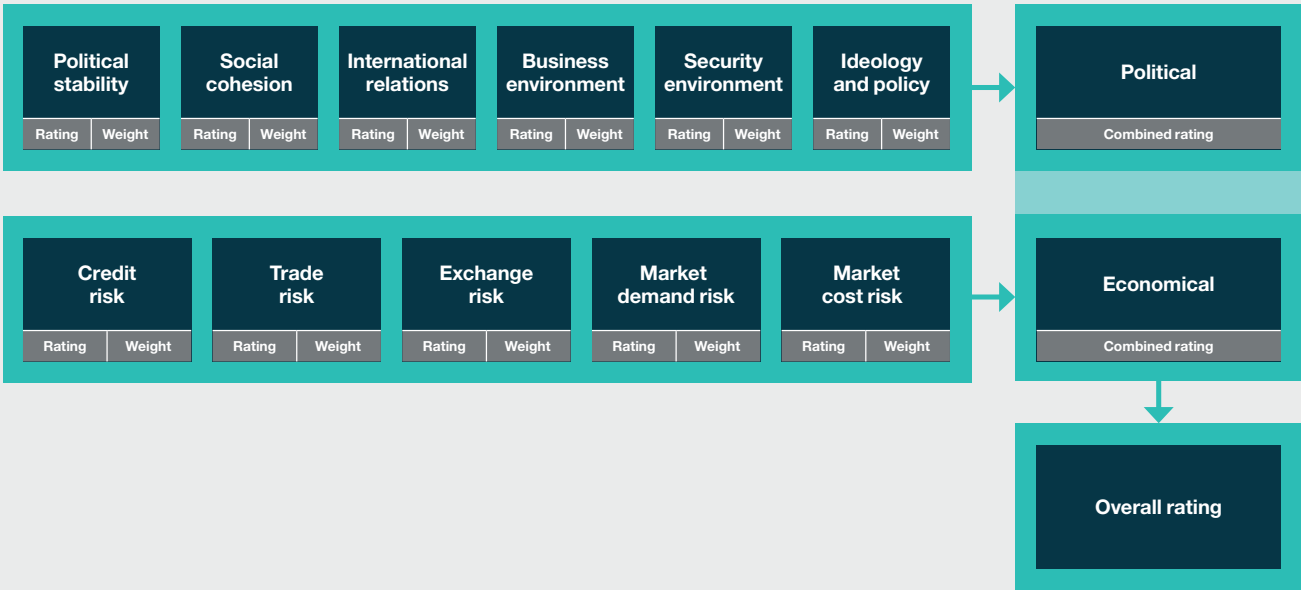 Political
stability
Rating Weight
Social
cohesion
Rating Weight
International
relations
Rating Weight
Business
environment
Rating Weight
Security
environment
Rating Weight
Ideology
and policy
Rating Weight
Political
Combined rating
Credit
risk
Rating Weight
Trade
risk
Rating Weight
Exchange
risk
Rating Weight
Market
demand risk
Rating Weight
Market
cost risk
Rating Weight
Economical
Combined rating
Overall rating